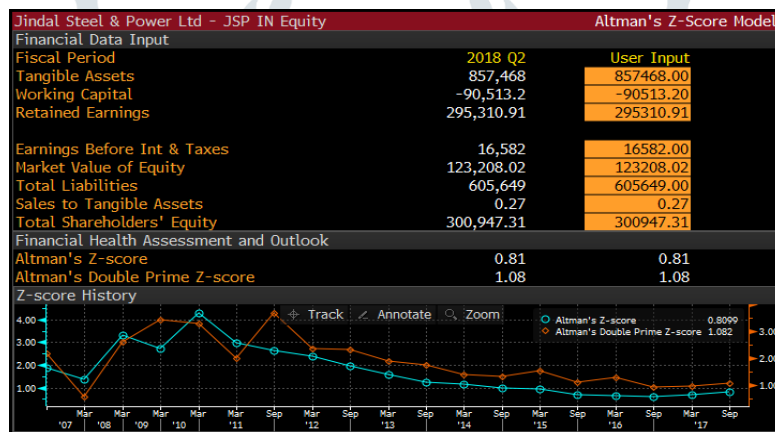 Jindal Steel & Power Ltd - JSP IN Equity Altman's Z-Score Model
Financial Data Input
Fiscal Period 2018 Q2 User Input
Tangible Assets 857,468 857468.00
Working Capital -90,513.2 -90513.20
Retained Earnings 295,310.91 295310.91
Earnings Before Int & Taxes 16,582 16582.00
Market Value of Equity 123,208.02 123208.02
Total Liabilities 605,649 605649.00
Sales to Tangible Assets 0.27 0.27
Total Shareholders' Equity 300,947.31 300947.31
Financial Health Assessment and Outlook
Altman's Z-score 0.81 0.81
Altman's Double Prime Z-score 1.08 1.08
Z-score History
Track Annotate Zoom
Altman's Z-score 0.8099
Altman's Double Prime Z-score 1.082
4.00
3.00 3.00
2.00 2.00
1.00 1.00
Mar Mar Mar Mar Mar Sep Mar Sep Mar Sep Mar Sep Mar Sep Mar Sep Mar Sep
'07 '08 '09 '10 '11 '12 '13 '14 '15 '16 '17